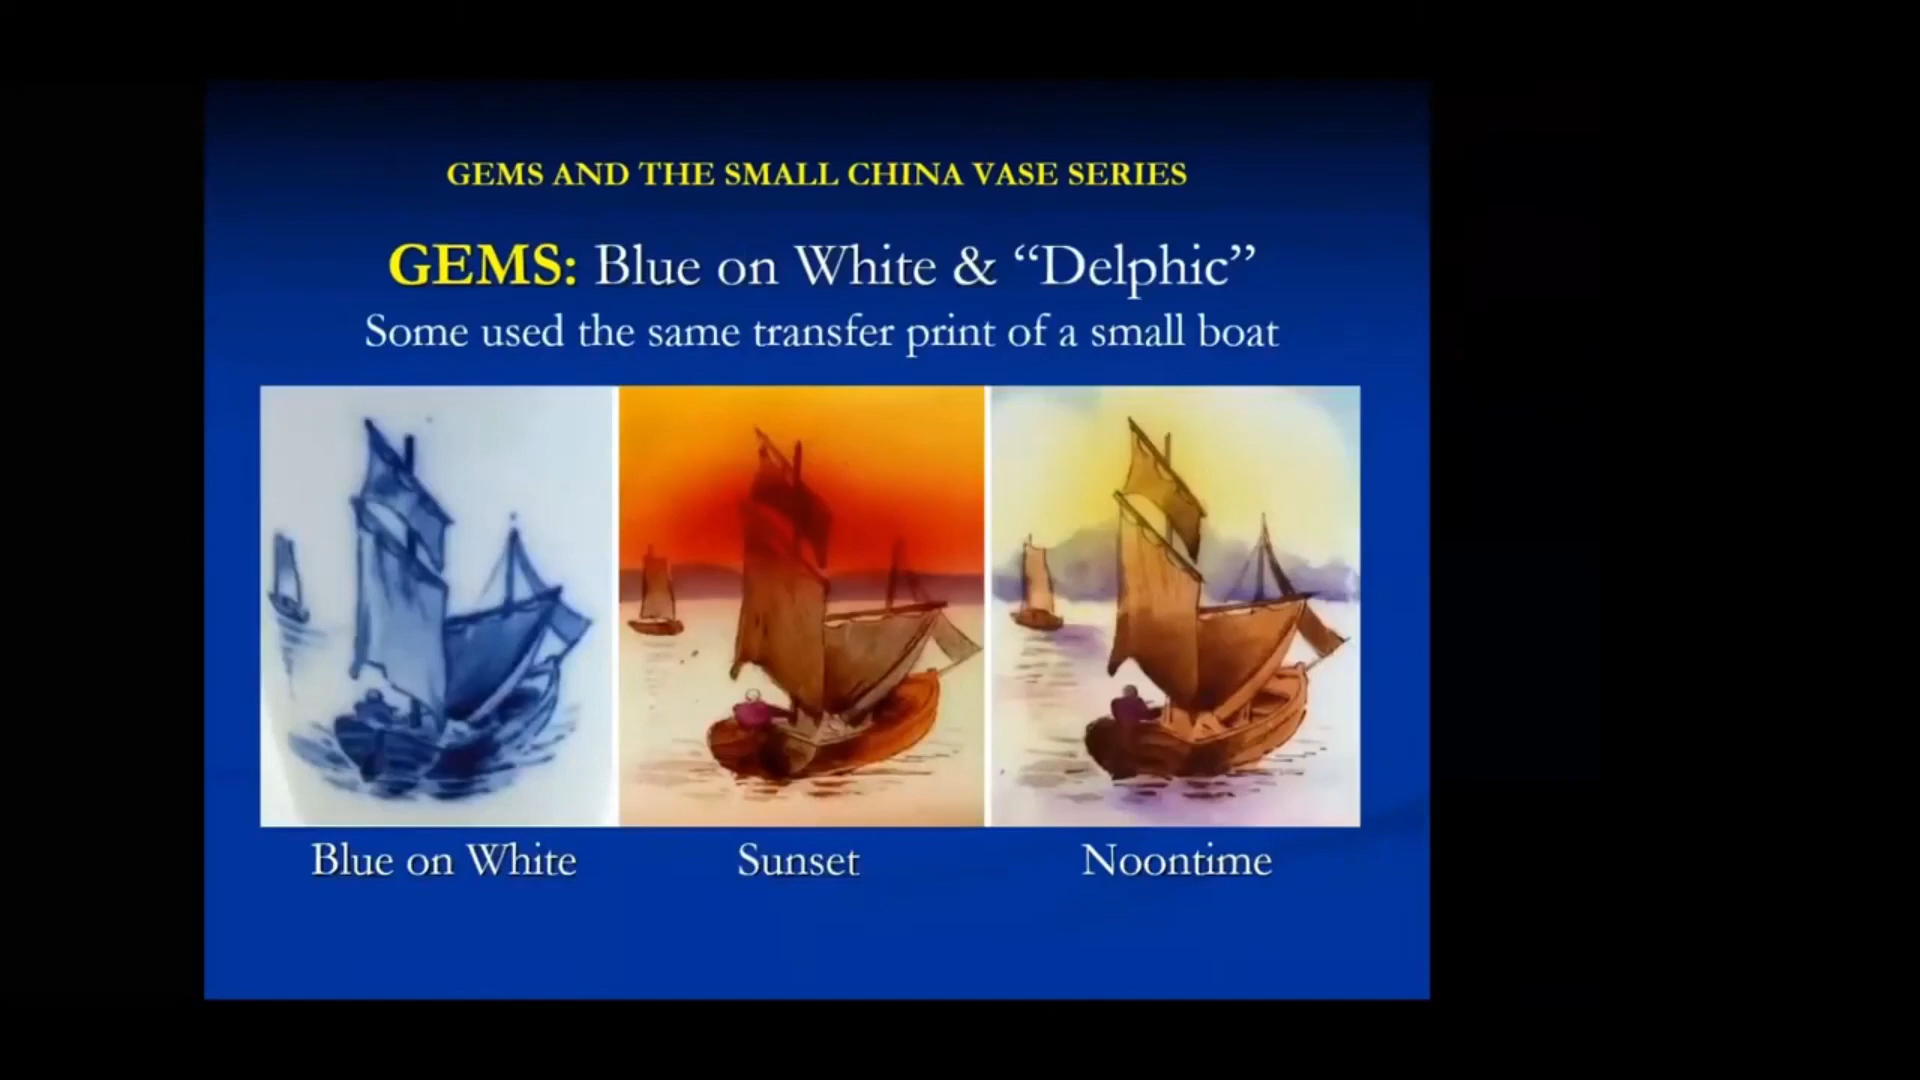 GEMS AND THE SMALL CHINA VASE SERIES
GEMS: Blue on White & “Delphic”
Some used the same transfer print of a small boat
Blue on White
Sunset
Noontime